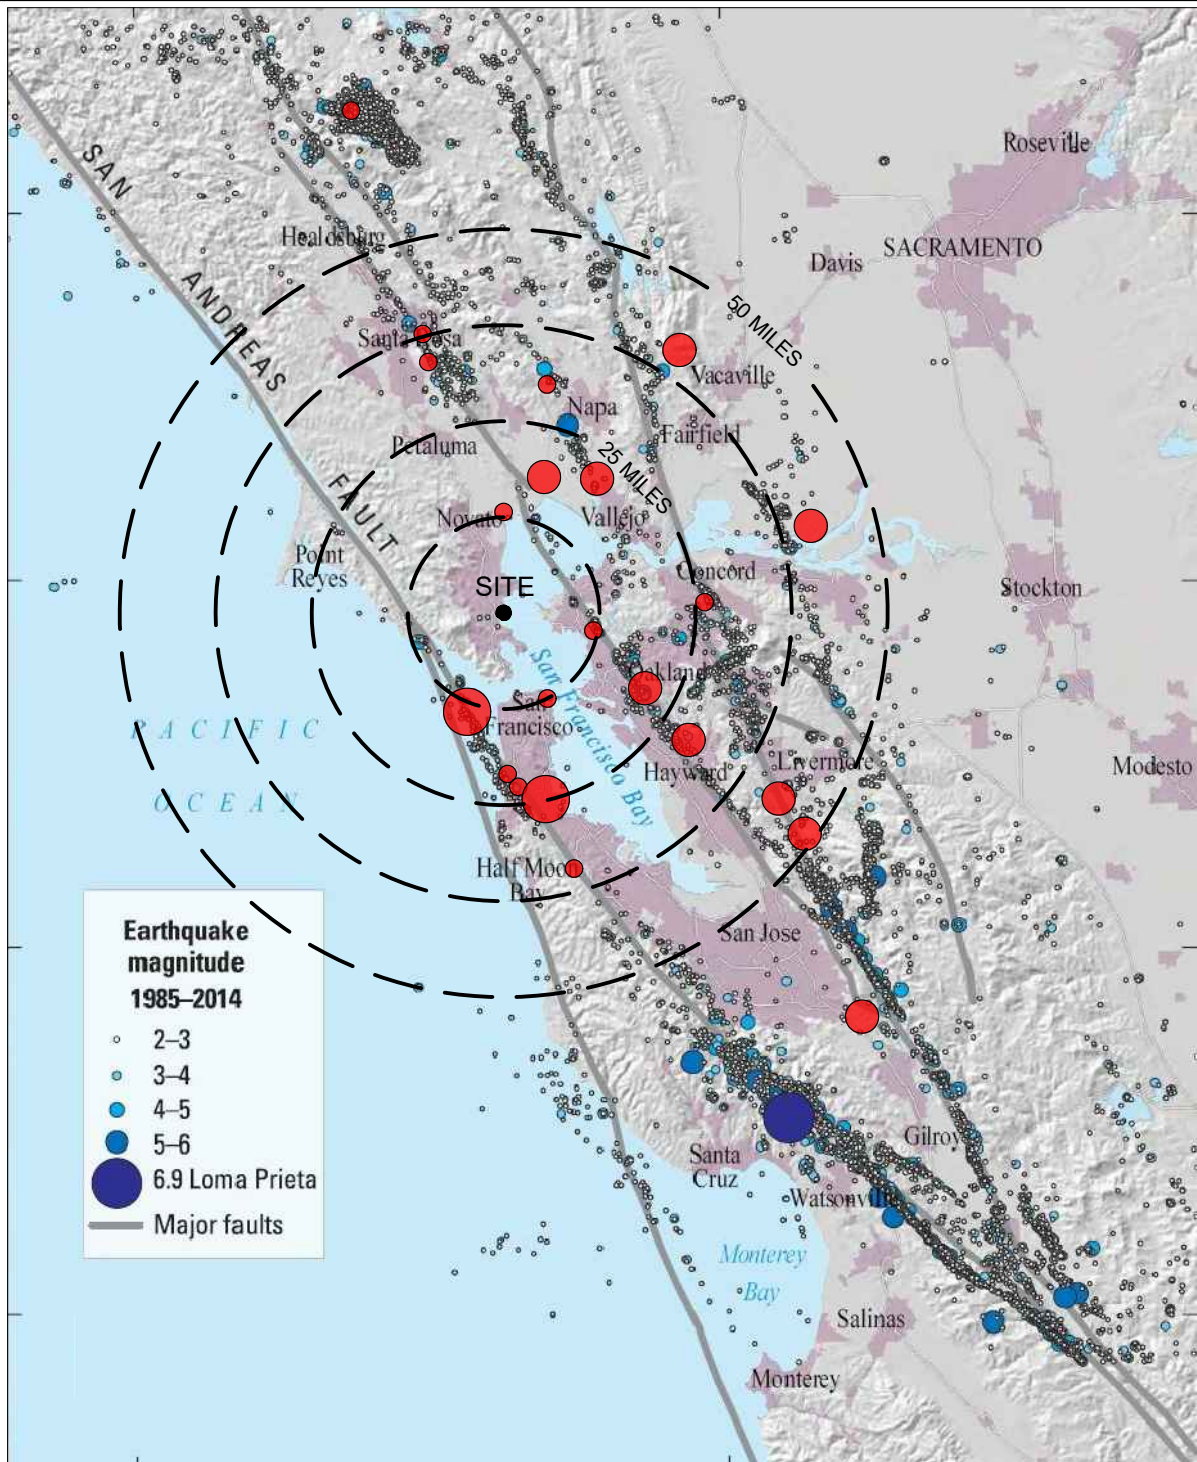 Roseville
SAN
Healdsburg
SACRAMENTO
Davis
ANDREAS
50 MILES
Santa Rosa
Vacaville
Napa
Fairfield
Petaluma
25 MILES
FAULT
Novato
Vallejo
Point
Reyes
Concord
SITE
Stockton
Oakland
San
Francisco
San Francisco Bay
PACIFIC
OCEAN
Livermore
Hayward
Modesto
Half Moon
Bay
San Jose
Earthquake
magnitude
1985–2014
2–3
3–4
4–5
5–6
6.9 Loma Prieta
Major faults
Gilroy
Santa
Cruz
Watsonville
Monterey
Bay
Salinas
Monterey